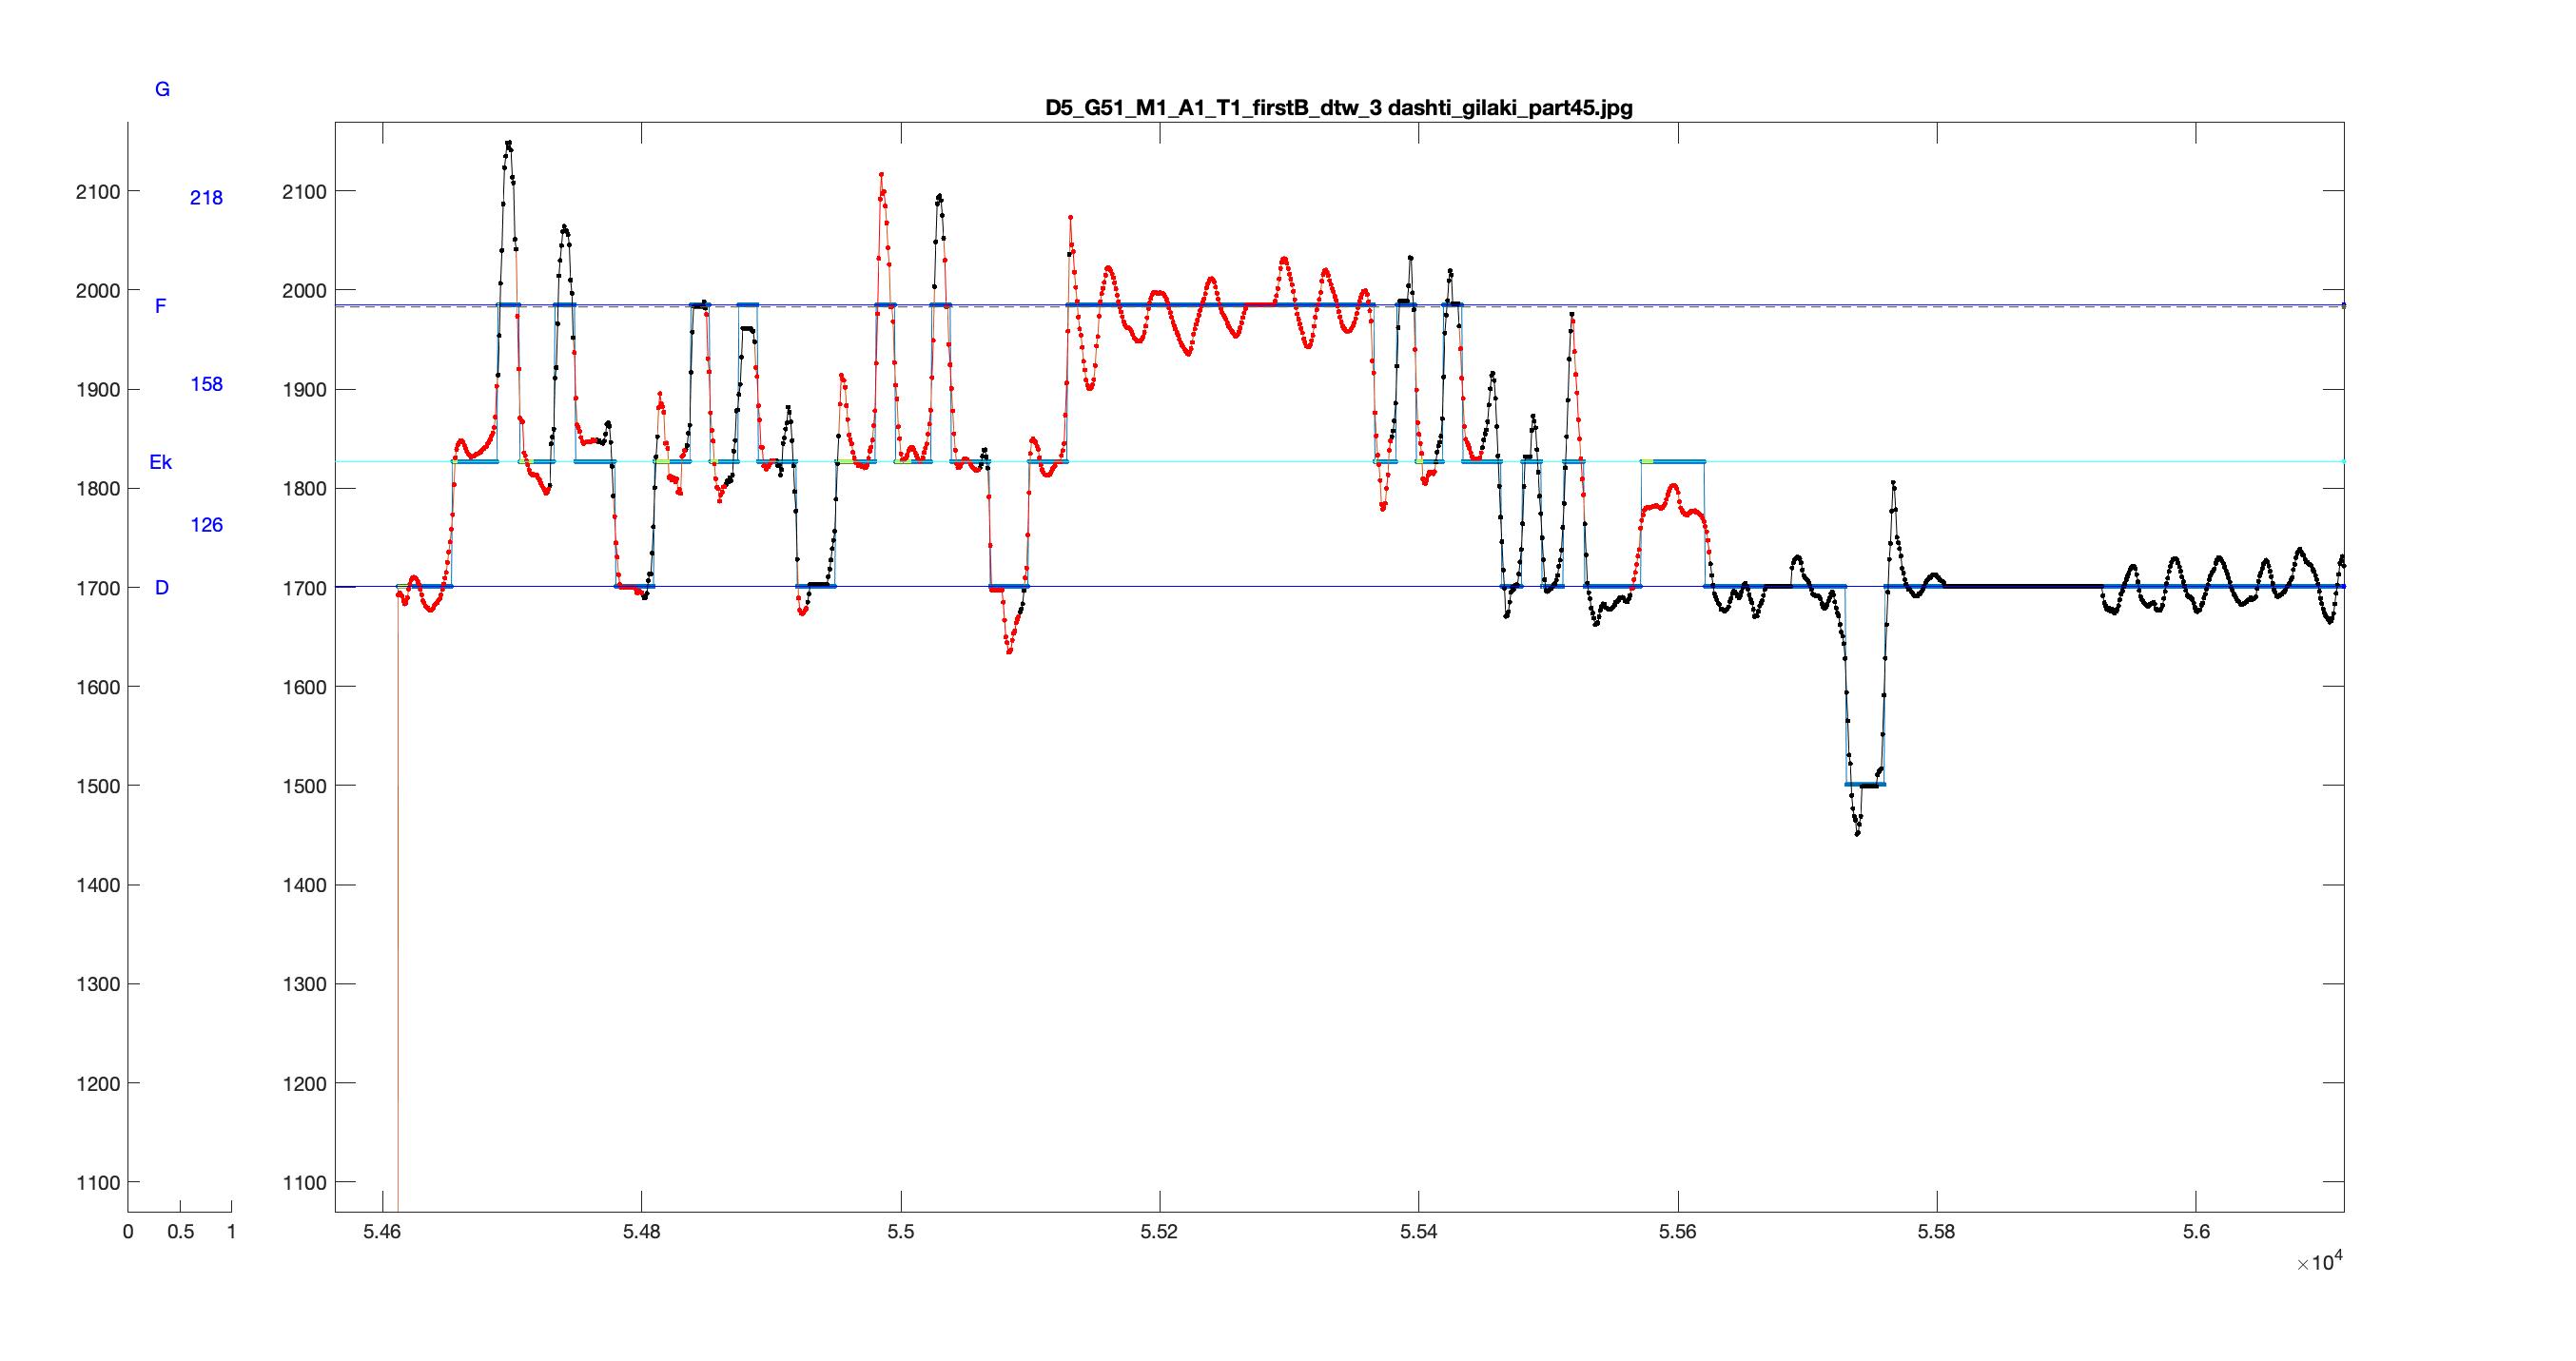 G
D5_G51_M1_A1_T1_firstB_dtw_3 dashti_gilaki_part45.jpg
2100 218 2100
2000 F 2000
1900 158 1900
Ek
1800 1800
126
1700 D 1700
1600 1600
1500 1500
1400 1400
1300 1300
1200 1200
1100 1100
0 0.5 1 5.46 5.48 5.5 5.52 5.54 5.56 5.58 5.6
×10⁴